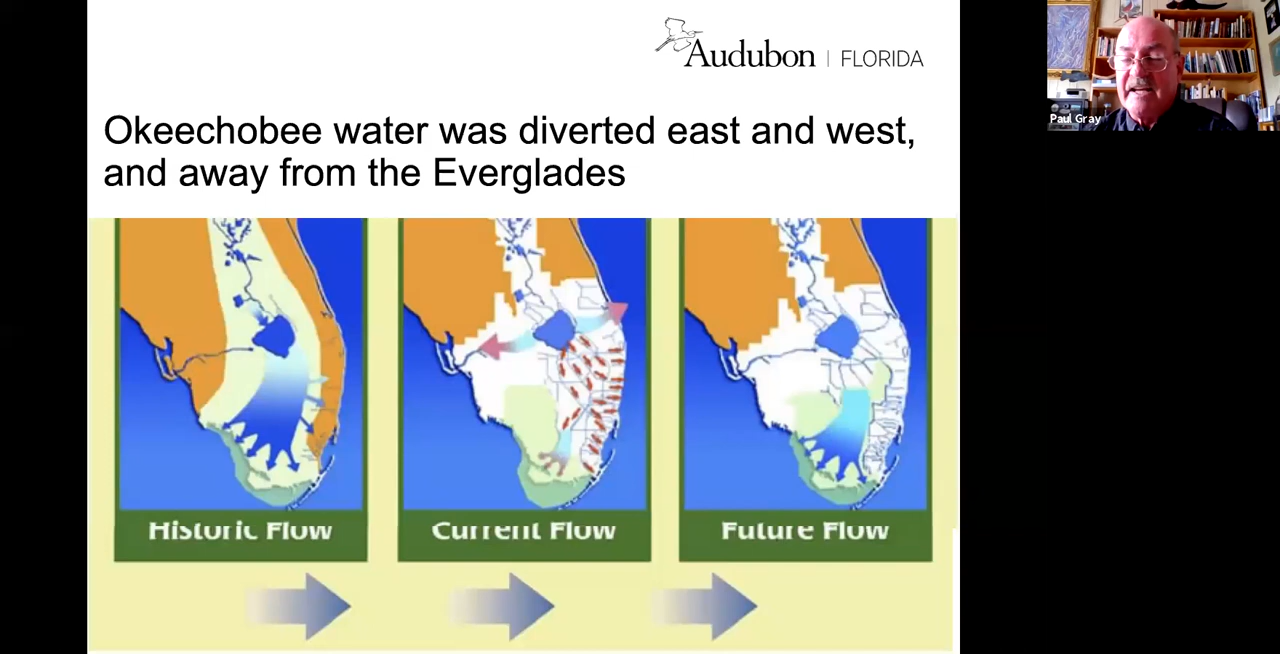 Audubon | FLORIDA
Okeechobee water was diverted east and west,
and away from the Everglades
Paul Gray
Historic Flow
Current Flow
Future Flow